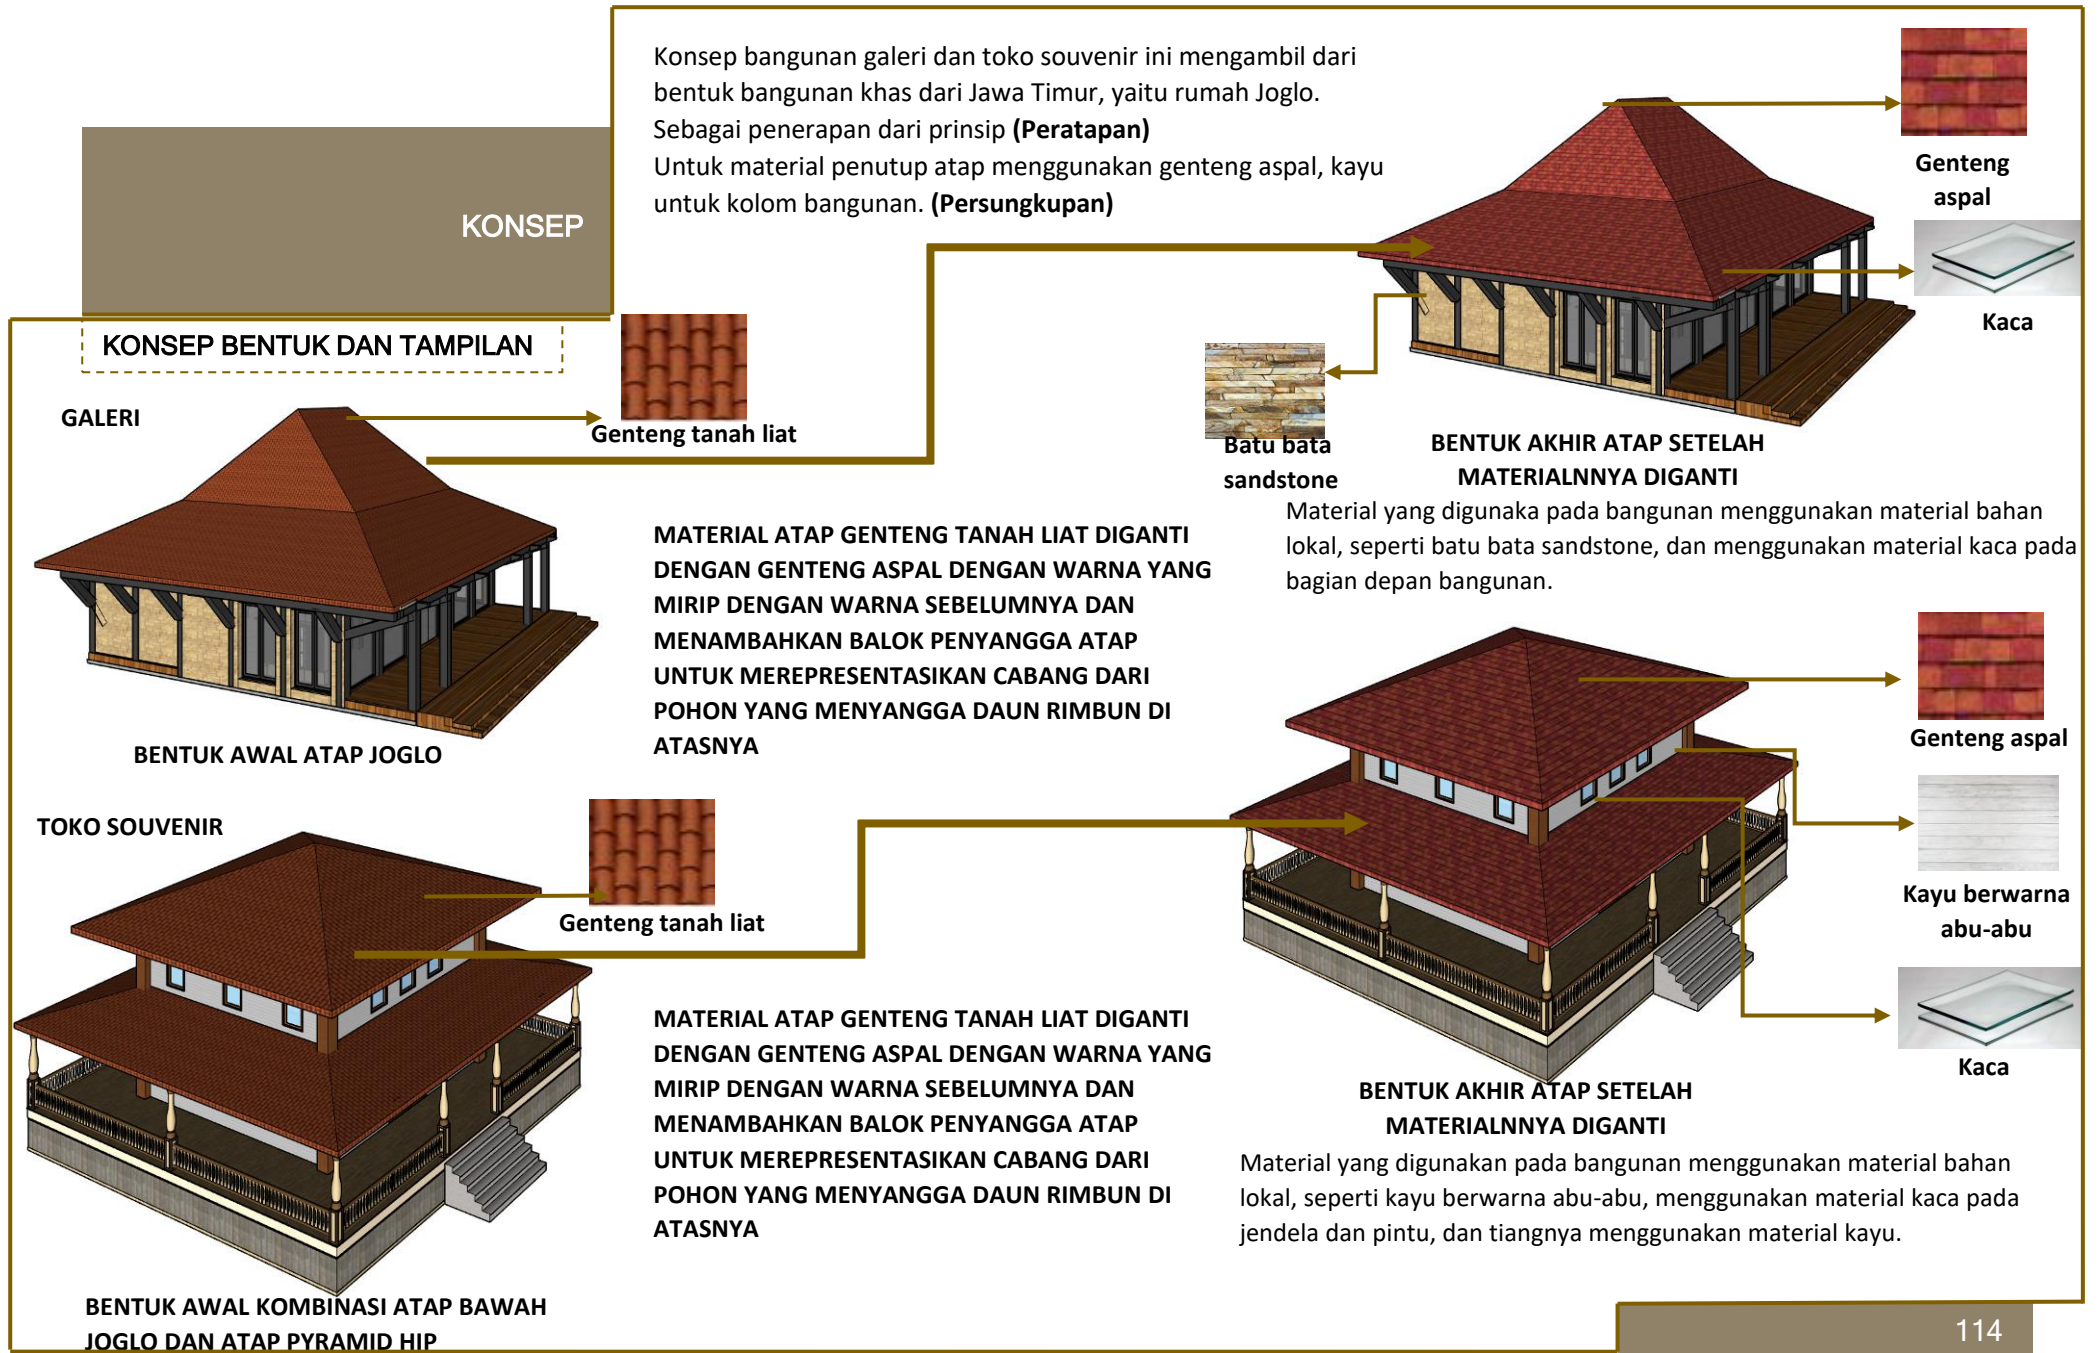 Konsep bangunan galeri dan toko souvenir ini mengambil dari
bentuk bangunan khas dari Jawa Timur, yaitu rumah Joglo.
Sebagai penerapan dari prinsip (Peratapan)
Untuk material penutup atap menggunakan genteng aspal, kayu
untuk kolom bangunan. (Persungkupan)
KONSEP
KONSEP BENTUK DAN TAMPILAN
GALERI
Genteng tanah liat
BENTUK AWAL ATAP JOGLO
MATERIAL ATAP GENTENG TANAH LIAT DIGANTI
DENGAN GENTENG ASPAL DENGAN WARNA YANG
MIRIP DENGAN WARNA SEBELUMNYA DAN
MENAMBAHKAN BALOK PENYANGGA ATAP
UNTUK MEREPRESENTASIKAN CABANG DARI
POHON YANG MENYANGGA DAUN RIMBUN DI
ATASNYA
Genteng
aspal
Kaca
Batu bata
sandstone
BENTUK AKHIR ATAP SETELAH
MATERIALNNYA DIGANTI
Material yang digunaka pada bangunan menggunakan material bahan
lokal, seperti batu bata sandstone, dan menggunakan material kaca pada
bagian depan bangunan.
TOKO SOUVENIR
Genteng tanah liat
BENTUK AWAL KOMBINASI ATAP BAWAH
JOGLO DAN ATAP PYRAMID HIP
MATERIAL ATAP GENTENG TANAH LIAT DIGANTI
DENGAN GENTENG ASPAL DENGAN WARNA YANG
MIRIP DENGAN WARNA SEBELUMNYA DAN
MENAMBAHKAN BALOK PENYANGGA ATAP
UNTUK MEREPRESENTASIKAN CABANG DARI
POHON YANG MENYANGGA DAUN RIMBUN DI
ATASNYA
Genteng aspal
Kayu berwarna
abu-abu
Kaca
BENTUK AKHIR ATAP SETELAH
MATERIALNNYA DIGANTI
Material yang digunakan pada bangunan menggunakan material bahan
lokal, seperti kayu berwarna abu-abu, menggunakan material kaca pada
jendela dan pintu, dan tiangnya menggunakan material kayu.
114